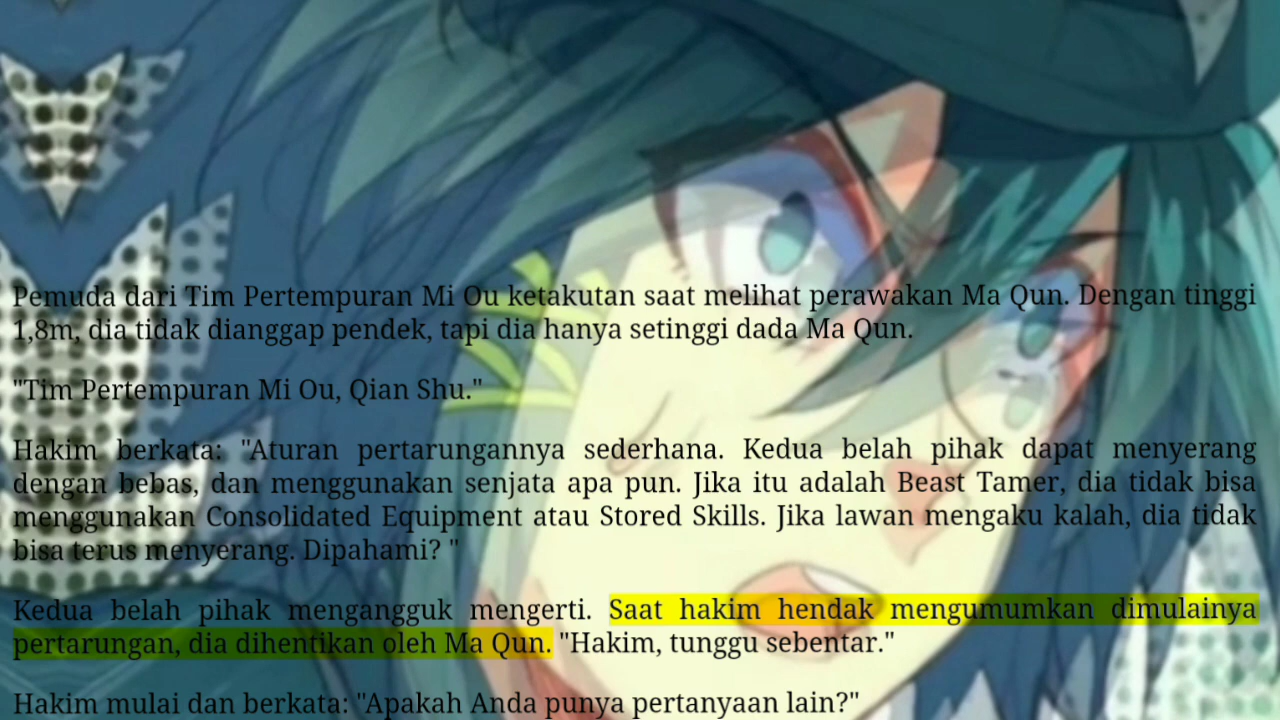 Pemuda dari Tim Pertempuran Mi Ou ketakutan saat melihat perawakan Ma Qun. Dengan tinggi
1,8m, dia tidak dianggap pendek, tapi dia hanya setinggi dada Ma Qun.
"Tim Pertempuran Mi Ou, Qian Shu."
Hakim berkata: "Aturan pertarungannya sederhana. Kedua belah pihak dapat menyerang
dengan bebas, dan menggunakan senjata apa pun. Jika itu adalah Beast Tamer, dia tidak bisa
menggunakan Consolidated Equipment atau Stored Skills. Jika lawan mengaku kalah, dia tidak
bisa terus menyerang. Dipahami? "
Kedua belah pihak mengangguk mengerti. Saat hakim hendak mengumumkan dimulainya
pertarungan, dia dihentikan oleh Ma Qun. "Hakim, tunggu sebentar."
Hakim mulai dan berkata: "Apakah Anda punya pertanyaan lain?"